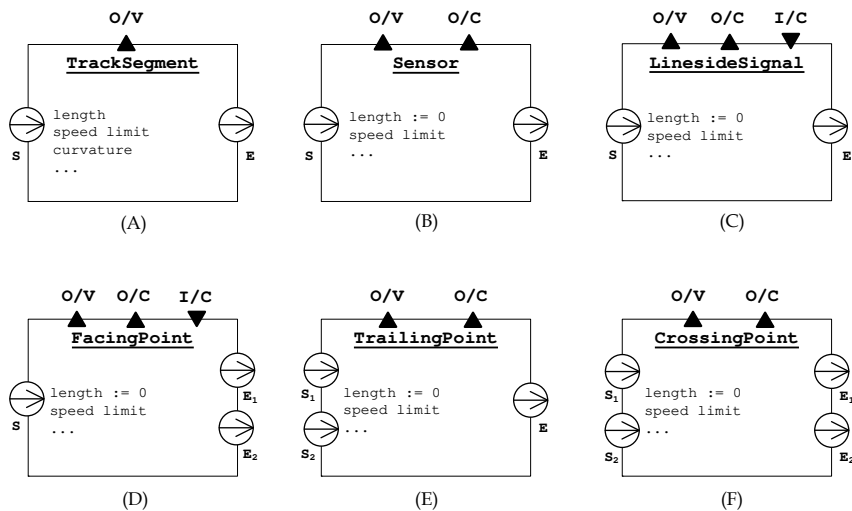 O/V
TrackSegment
length
speed limit
curvature
...
S
E
(A)
O/V O/C
Sensor
length := 0
speed limit
...
S
E
(B)
O/V O/C I/C
LinesideSignal
length := 0
speed limit
...
S
E
(C)
O/V O/C I/C
FacingPoint
E₁
length := 0
speed limit
...
S
E₂
(D)
O/V O/C
TrailingPoint
S₁
length := 0
speed limit
...
E
S₂
(E)
O/V O/C
CrossingPoint
S₁
E₁
length := 0
speed limit
...
S₂
E₂
(F)